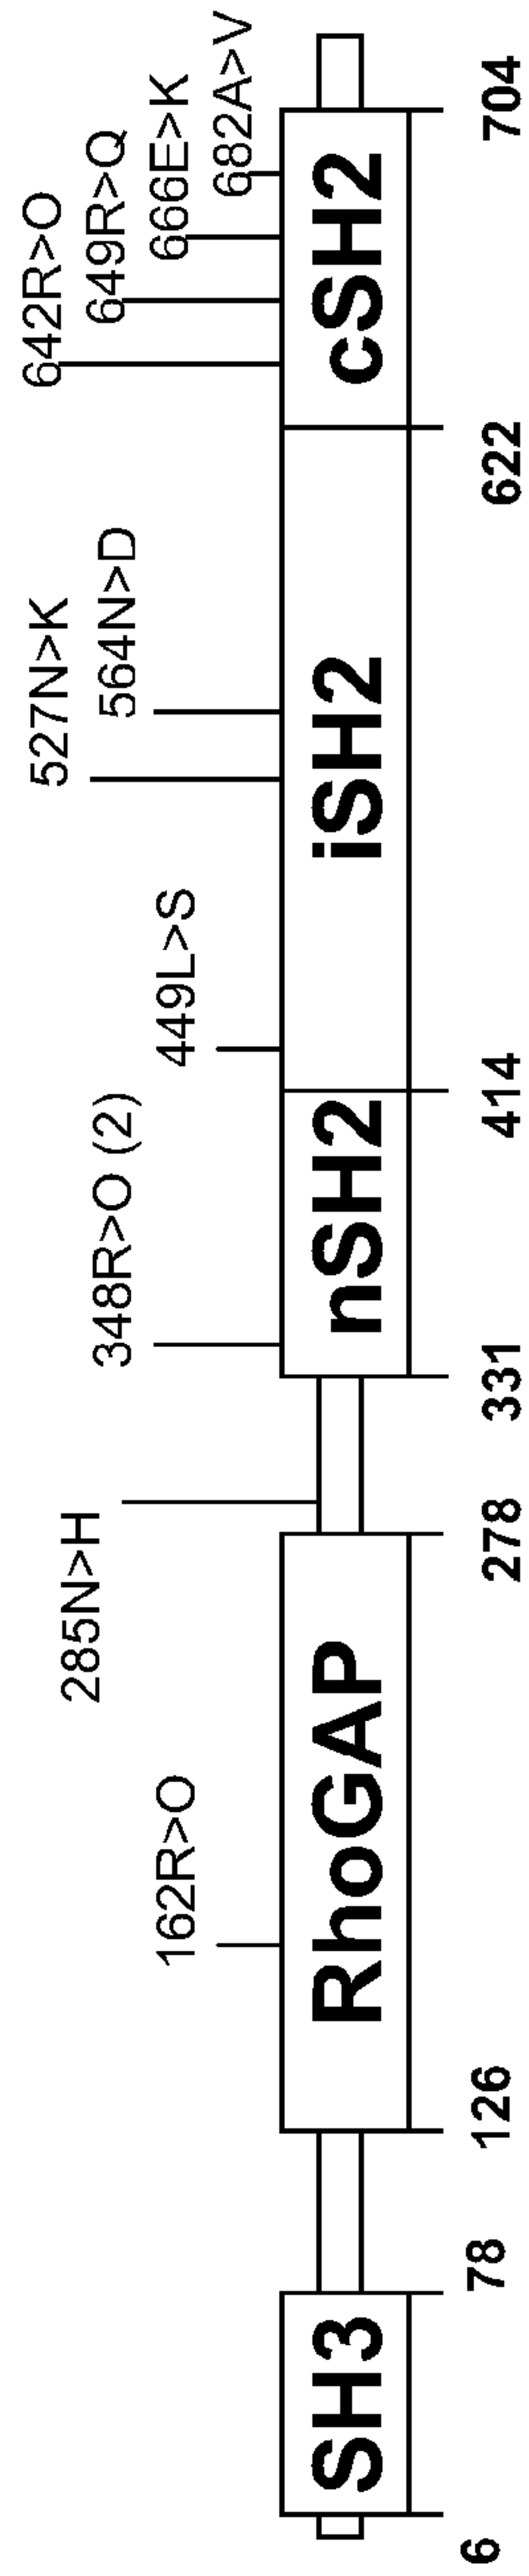 642R>O
649R>Q
666E>K
682A>V
527N>K
564N>D
449L>S
348R>O (2)
285N>H
162R>O
SH3
RhoGAP
nSH2
iSH2
cSH2
6
78
126
278
331
414
622
704